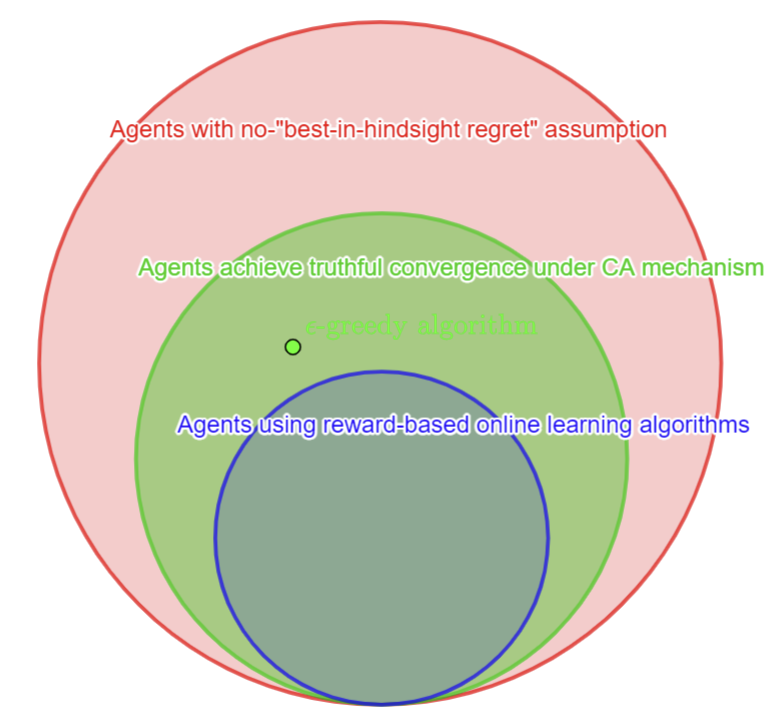 Agents with no-"best-in-hindsight regret" assumption
Agents achieve truthful convergence under CA mechanism
ε-greedy algorithm
Agents using reward-based online learning algorithms